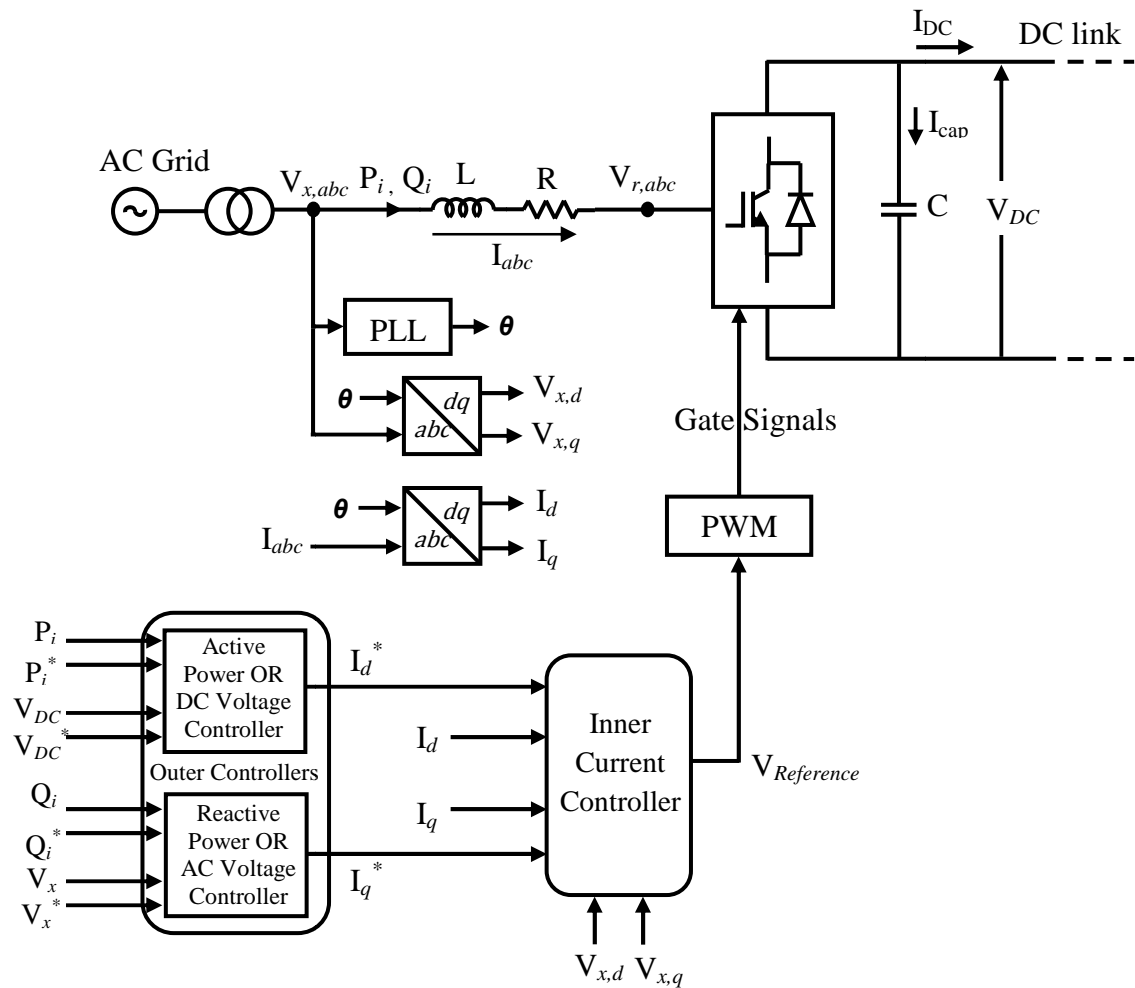 I_DC
DC link
I_cap
AC Grid
V_x,abc
P_i , Q_i
L
R
V_r,abc
C
V_DC
I_abc
PLL
θ
θ
dq
abc
V_x,d
V_x,q
Gate Signals
θ
I_abc
dq
abc
I_d
I_q
PWM
P_i
P_i^*
V_DC
V_DC^*
Active
Power OR
DC Voltage
Controller
Outer Controllers
Q_i
Q_i^*
V_x
V_x^*
Reactive
Power OR
AC Voltage
Controller
I_d^*
I_d
I_q
I_q^*
Inner
Current
Controller
V_Reference
V_x,d
V_x,q